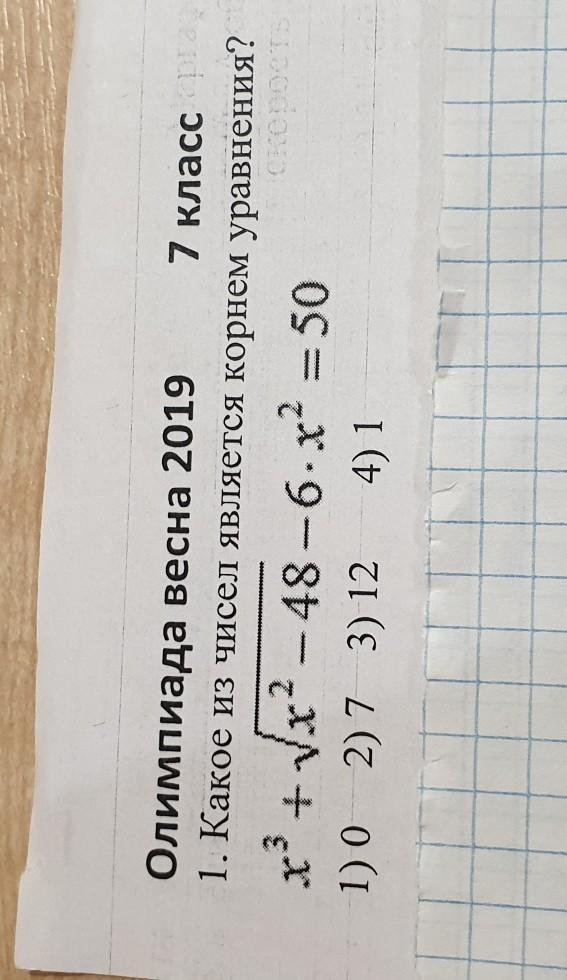 Олимпиада весна 2019 7 класс
1. Какое из чисел является корнем уравнения?
x³ + √x² − 48 − 6 · x² = 50
1) 0 2) 7 3) 12 4) 1
скорость